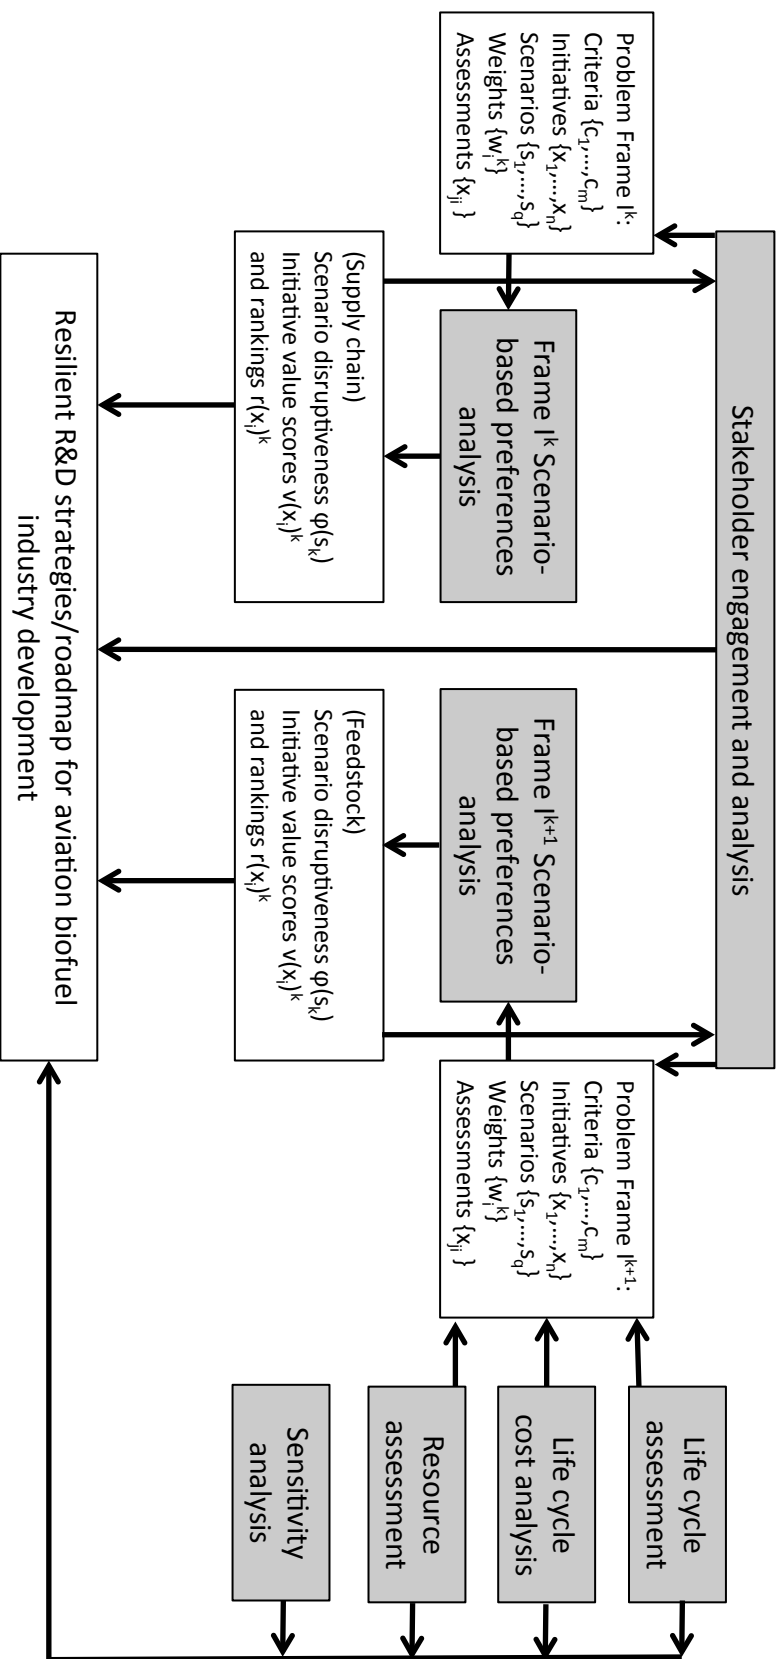 Stakeholder engagement and analysis
Problem Frame Iᵏ:
Criteria {c₁,...,cₘ}
Initiatives {x₁,...,xₙ}
Scenarios {s₁,...,s_q}
Weights {wᵢᵏ}
Assessments {xⱼᵢ }
Frame Iᵏ Scenario-
based preferences
analysis
Frame Iᵏ⁺¹ Scenario-
based preferences
analysis
Problem Frame Iᵏ⁺¹:
Criteria {c₁,...,cₘ}
Initiatives {x₁,...,xₙ}
Scenarios {s₁,...,s_q}
Weights {wᵢᵏ}
Assessments {xⱼᵢ }
Life cycle
assessment
Life cycle
cost analysis
Resource
assessment
Sensitivity
analysis
(Supply chain)
Scenario disruptiveness φ(sₖ)
Initiative value scores v(xᵢ)ᵏ
and rankings r(xᵢ)ᵏ
(Feedstock)
Scenario disruptiveness φ(sₖ)
Initiative value scores v(xᵢ)ᵏ
and rankings r(xᵢ)ᵏ
Resilient R&D strategies/roadmap for aviation biofuel
industry development